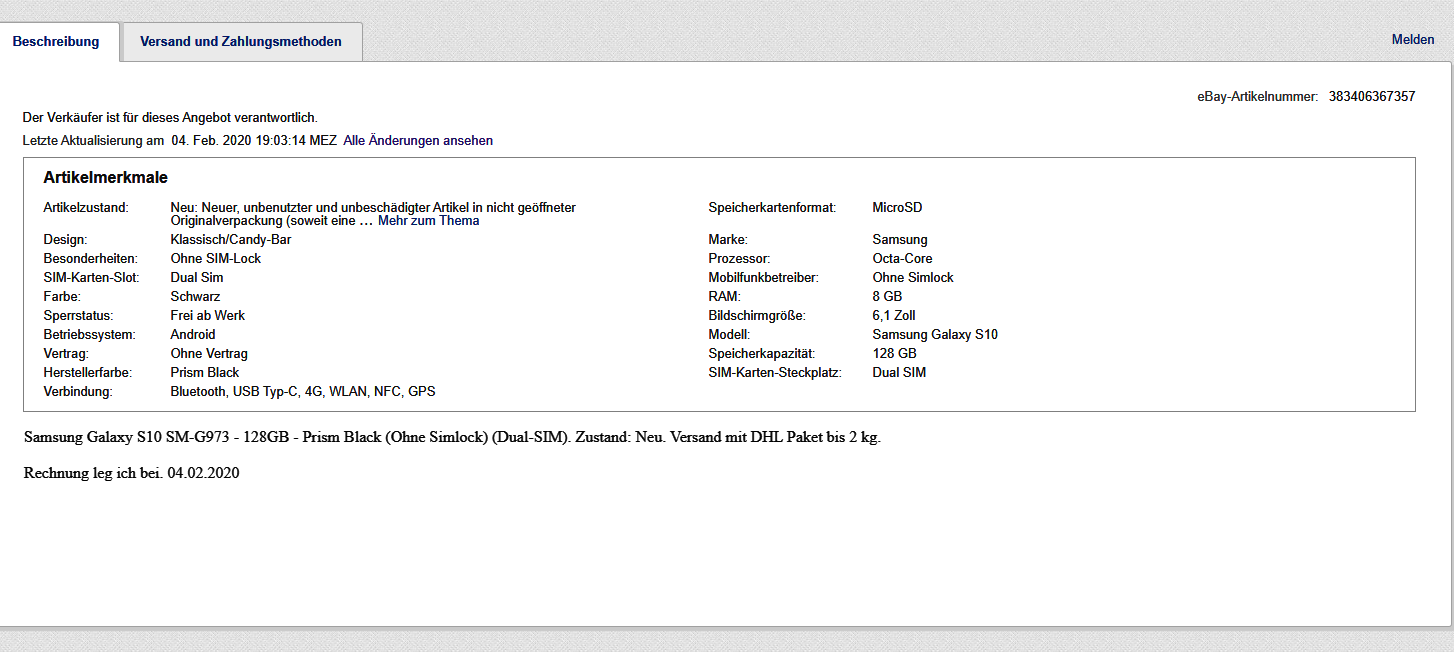 Beschreibung
Versand und Zahlungsmethoden
Melden
eBay-Artikelnummer: 383406367357
Der Verkäufer ist für dieses Angebot verantwortlich.
Letzte Aktualisierung am 04. Feb. 2020 19:03:14 MEZ Alle Änderungen ansehen
Artikelmerkmale
Artikelzustand: Neu: Neuer, unbenutzter und unbeschädigter Artikel in nicht geöffneter
Originalverpackung (soweit eine ... Mehr zum Thema
Speicherkartenformat: MicroSD
Design: Klassisch/Candy-Bar
Marke: Samsung
Besonderheiten: Ohne SIM-Lock
Prozessor: Octa-Core
SIM-Karten-Slot: Dual Sim
Mobilfunkbetreiber: Ohne Simlock
Farbe: Schwarz
RAM: 8 GB
Sperrstatus: Frei ab Werk
Bildschirmgröße: 6,1 Zoll
Betriebssystem: Android
Modell: Samsung Galaxy S10
Vertrag: Ohne Vertrag
Speicherkapazität: 128 GB
Herstellerfarbe: Prism Black
SIM-Karten-Steckplatz: Dual SIM
Verbindung: Bluetooth, USB Typ-C, 4G, WLAN, NFC, GPS
Samsung Galaxy S10 SM-G973 - 128GB - Prism Black (Ohne Simlock) (Dual-SIM). Zustand: Neu. Versand mit DHL Paket bis 2 kg.
Rechnung leg ich bei. 04.02.2020